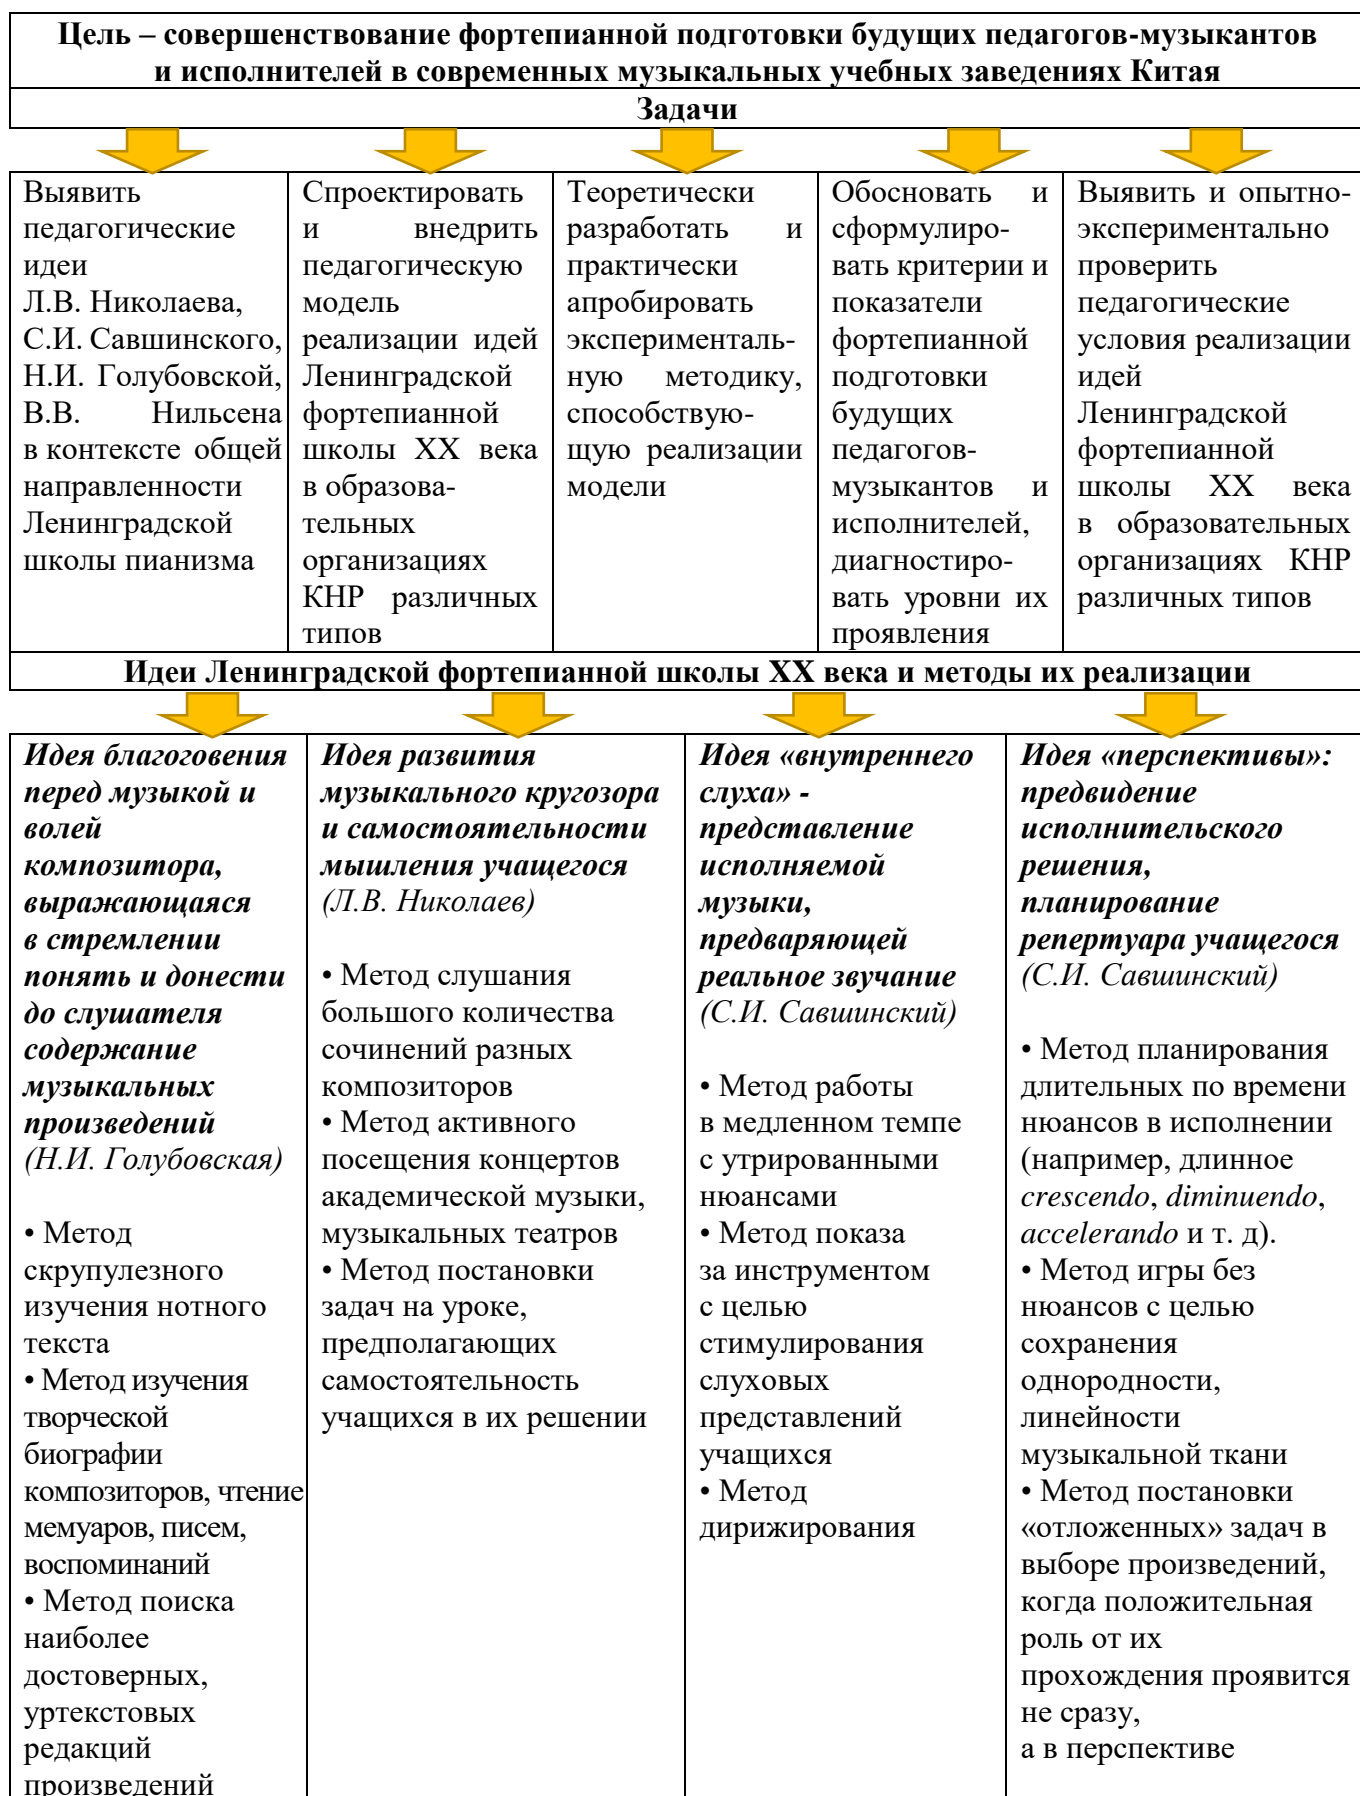 Цель – совершенствование фортепианной подготовки будущих педагогов-музыкантов
и исполнителей в современных музыкальных учебных заведениях Китая
Задачи
Выявить
педагогические
идеи
Л.В. Николаева,
С.И. Савшинского,
Н.И. Голубовской,
В.В. Нильсена
в контексте общей
направленности
Ленинградской
школы пианизма
Спроектировать
и внедрить
педагогическую
модель
реализации идей
Ленинградской
фортепианной
школы XX века
в образова-
тельных
организациях
КНР различных
типов
Теоретически
разработать и
практически
апробировать
эксперименталь-
ную методику,
способствую-
щую реализации
модели
Обосновать и
сформулиро-
вать критерии и
показатели
фортепианной
подготовки
будущих
педагогов-
музыкантов и
исполнителей,
диагностиро-
вать уровни их
проявления
Выявить и опытно-
экспериментально
проверить
педагогические
условия реализации
идей
Ленинградской
фортепианной
школы XX века
в образовательных
организациях КНР
различных типов
Идеи Ленинградской фортепианной школы XX века и методы их реализации
Идея благоговения
перед музыкой и
волей
композитора,
выражающаяся
в стремлении
понять и донести
до слушателя
содержание
музыкальных
произведений
(Н.И. Голубовская)
• Метод
скрупулезного
изучения нотного
текста
• Метод изучения
творческой
биографии
композиторов, чтение
мемуаров, писем,
воспоминаний
• Метод поиска
наиболее
достоверных,
уртекстовых
редакций
произведений
Идея развития
музыкального кругозора
и самостоятельности
мышления учащегося
(Л.В. Николаев)
• Метод слушания
большого количества
сочинений разных
композиторов
• Метод активного
посещения концертов
академической музыки,
музыкальных театров
• Метод постановки
задач на уроке,
предполагающих
самостоятельность
учащихся в их решении
Идея «внутреннего
слуха» -
представление
исполняемой
музыки,
предваряющей
реальное звучание
(С.И. Савшинский)
• Метод работы
в медленном темпе
с утрированными
нюансами
• Метод показа
за инструментом
с целью
стимулирования
слуховых
представлений
учащихся
• Метод
дирижирования
Идея «перспективы»:
предвидение
исполнительского
решения,
планирование
репертуара учащегося
(С.И. Савшинский)
• Метод планирования
длительных по времени
нюансов в исполнении
(например, длинное
crescendo, diminuendo,
accelerando и т. д).
• Метод игры без
нюансов с целью
сохранения
однородности,
линейности
музыкальной ткани
• Метод постановки
«отложенных» задач в
выборе произведений,
когда положительная
роль от их
прохождения проявится
не сразу,
а в перспективе